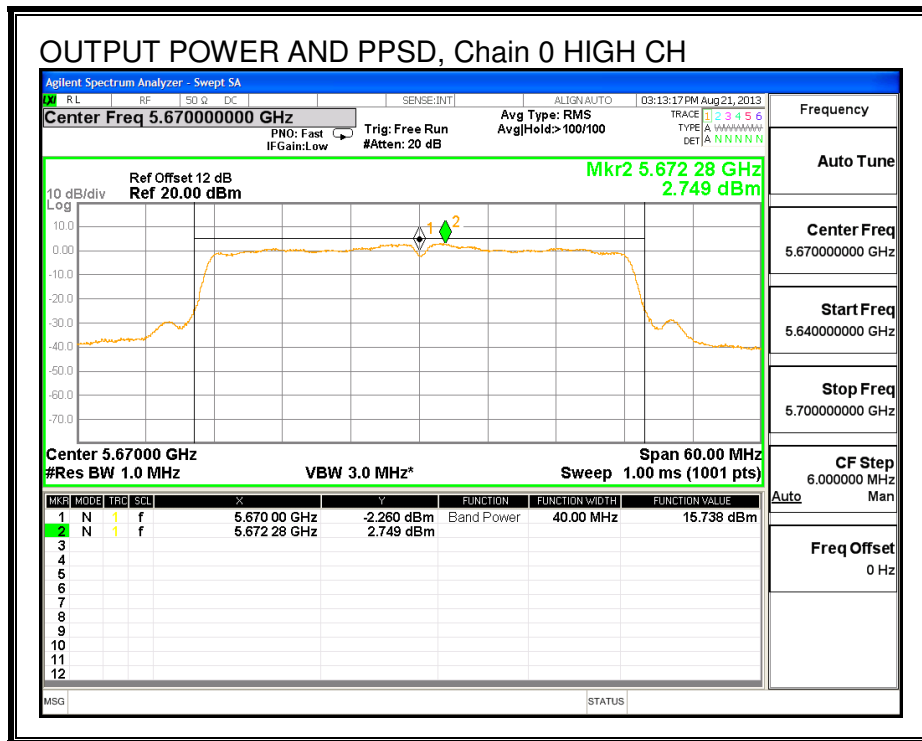 OUTPUT POWER AND PPSD, Chain 0 HIGH CH
Agilent Spectrum Analyzer - Swept SA
LXI RL RF 50 Ω DC SENSE:INT ALIGN AUTO 03:13:17 PM Aug 21, 2013
Center Freq 5.670000000 GHz
PNO: Fast
IFGain:Low
Trig: Free Run
#Atten: 20 dB
Avg Type: RMS
Avg|Hold:>100/100
TRACE 1 2 3 4 5 6
TYPE A WWWWW
DET A N N N N N
Frequency
Auto Tune
Center Freq
5.670000000 GHz
Start Freq
5.640000000 GHz
Stop Freq
5.700000000 GHz
CF Step
6.000000 MHz
Auto Man
Freq Offset
0 Hz
Mkr2 5.672 28 GHz
2.749 dBm
Ref Offset 12 dB
10 dB/div Ref 20.00 dBm
Log
10.0
0.00
-10.0
-20.0
-30.0
-40.0
-50.0
-60.0
-70.0
1 2
Center 5.67000 GHz Span 60.00 MHz
#Res BW 1.0 MHz VBW 3.0 MHz* Sweep 1.00 ms (1001 pts)
MKR MODE TRC SCL X Y FUNCTION FUNCTION WIDTH FUNCTION VALUE
1 N 1 f 5.670 00 GHz -2.260 dBm Band Power 40.00 MHz 15.738 dBm
2 N 1 f 5.672 28 GHz 2.749 dBm
3
4
5
6
7
8
9
10
11
12
MSG STATUS